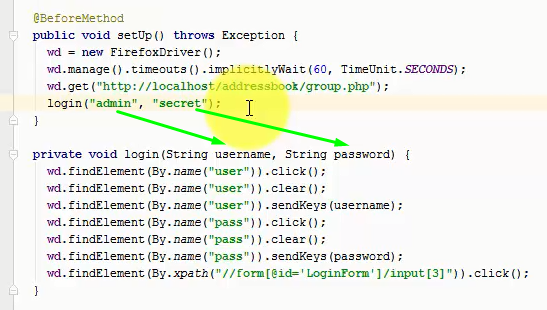 @BeforeMethod
public void setUp() throws Exception {
wd = new FirefoxDriver();
wd.manage().timeouts().implicitlyWait(60, TimeUnit.SECONDS);
wd.get("http://localhost/addressbook/group.php");
login("admin", "secret");
}
private void login(String username, String password) {
wd.findElement(By.name("user")).click();
wd.findElement(By.name("user")).clear();
wd.findElement(By.name("user")).sendKeys(username);
wd.findElement(By.name("pass")).click();
wd.findElement(By.name("pass")).clear();
wd.findElement(By.name("pass")).sendKeys(password);
wd.findElement(By.xpath("//form[@id='LoginForm']/input[3]")).click();
}